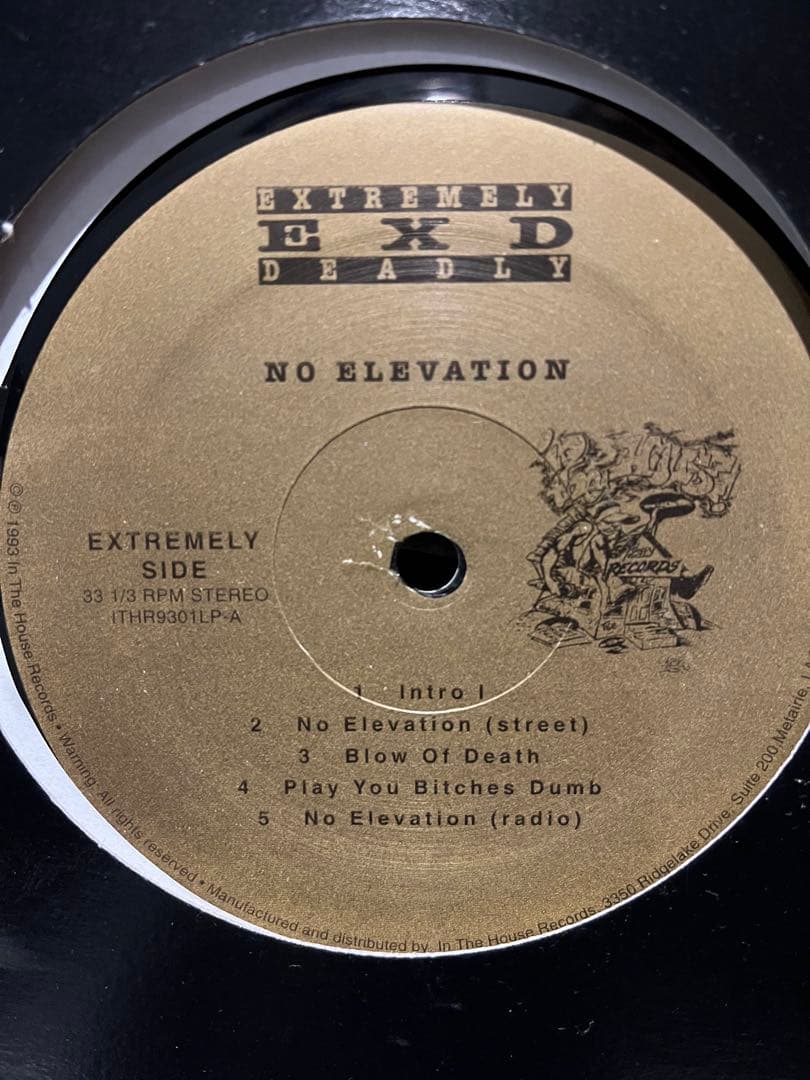 EXTREMELY
EXD
DEADLY
NO ELEVATION
EXTREMELY
SIDE
33 1/3 RPM STEREO
ITHR9301LP-A
RECORDS
1 Intro I
2 No Elevation (street)
3 Blow Of Death
4 Play You Bitches Dumb
5 No Elevation (radio)
©℗ 1993 In The House Records • Warning: All rights reserved • Manufactured and distributed by: In The House Records, 3350 Ridgelake Drive, Suite 200 Metairie,